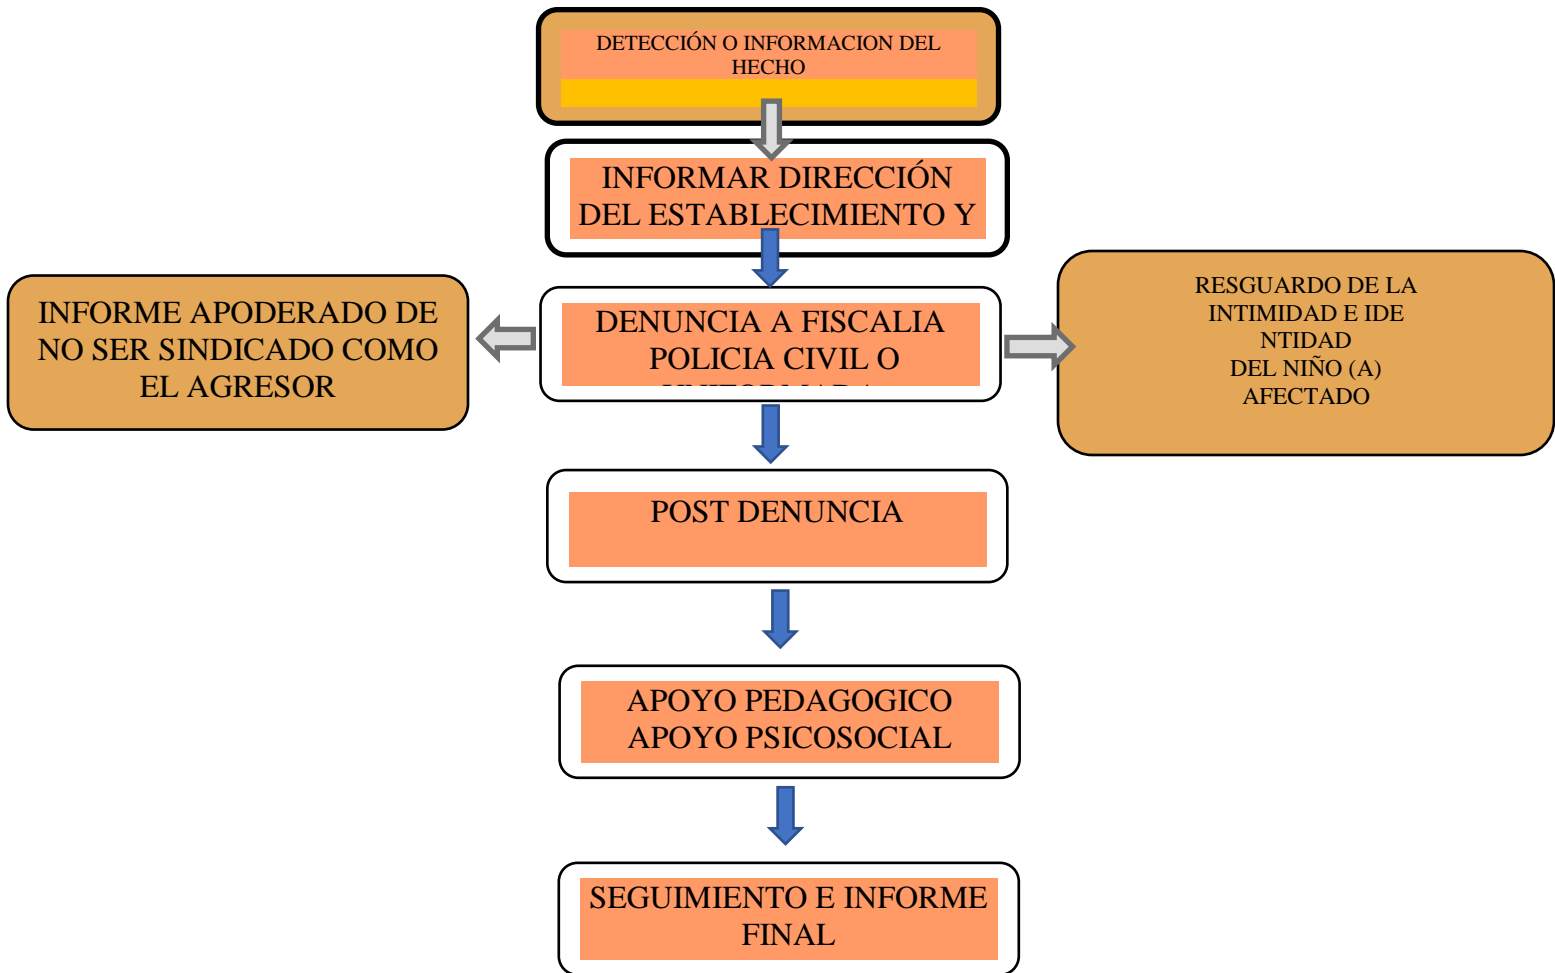 DETECCIÓN O INFORMACION DEL
HECHO
INFORMAR DIRECCIÓN
DEL ESTABLECIMIENTO Y
INFORME APODERADO DE
NO SER SINDICADO COMO
EL AGRESOR
DENUNCIA A FISCALIA
POLICIA CIVIL O
RESGUARDO DE LA
INTIMIDAD E IDE
NTIDAD
DEL NIÑO (A)
AFECTADO
POST DENUNCIA
APOYO PEDAGOGICO
APOYO PSICOSOCIAL
SEGUIMIENTO E INFORME
FINAL